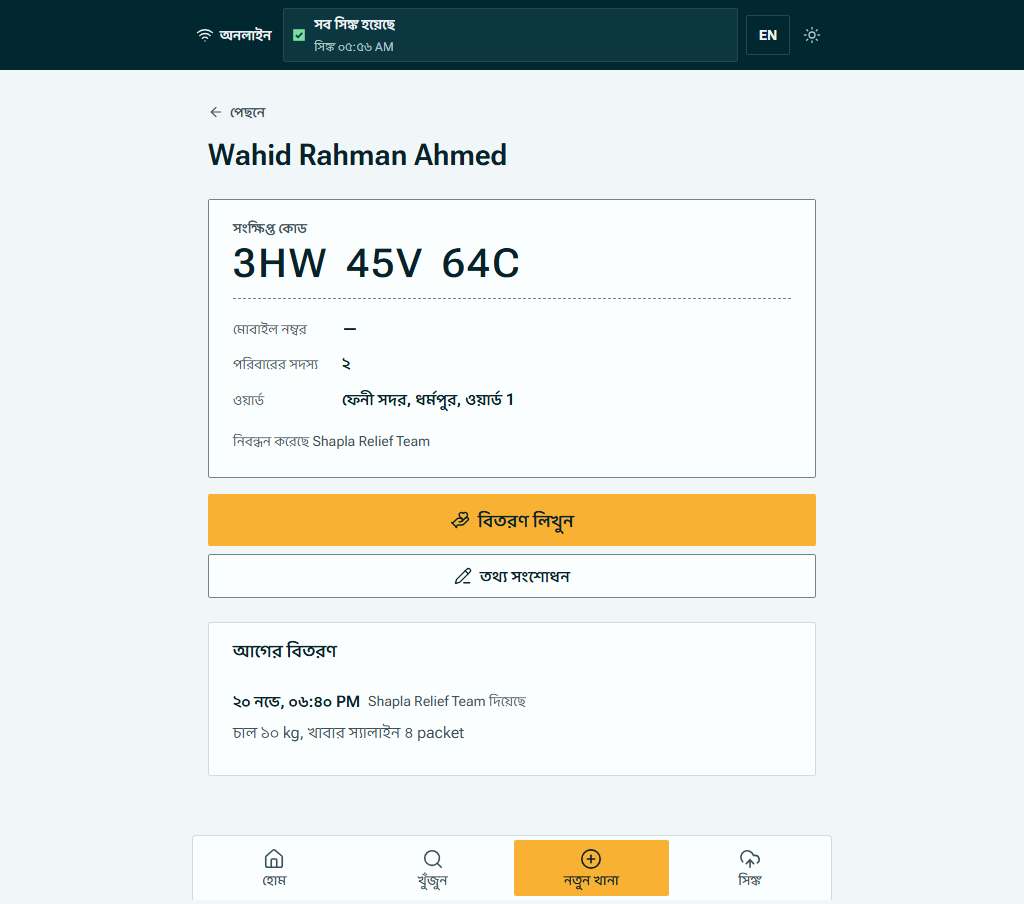 অনলাইন
সব সিঙ্ক হয়েছে
সিঙ্ক ০৫:৫৬ AM
EN
পেছনে
Wahid Rahman Ahmed
সংক্ষিপ্ত কোড
3HW 45V 64C
মোবাইল নম্বর —
পরিবারের সদস্য ২
ওয়ার্ড ফেনী সদর, ধর্মপুর, ওয়ার্ড 1
নিবন্ধন করেছে Shapla Relief Team
বিতরণ লিখুন
তথ্য সংশোধন
আগের বিতরণ
২০ নভে, ০৬:৪০ PM Shapla Relief Team দিয়েছে
চাল ১০ kg, খাবার স্যালাইন 8 packet
হোম
খুঁজুন
নতুন খানা
সিঙ্ক